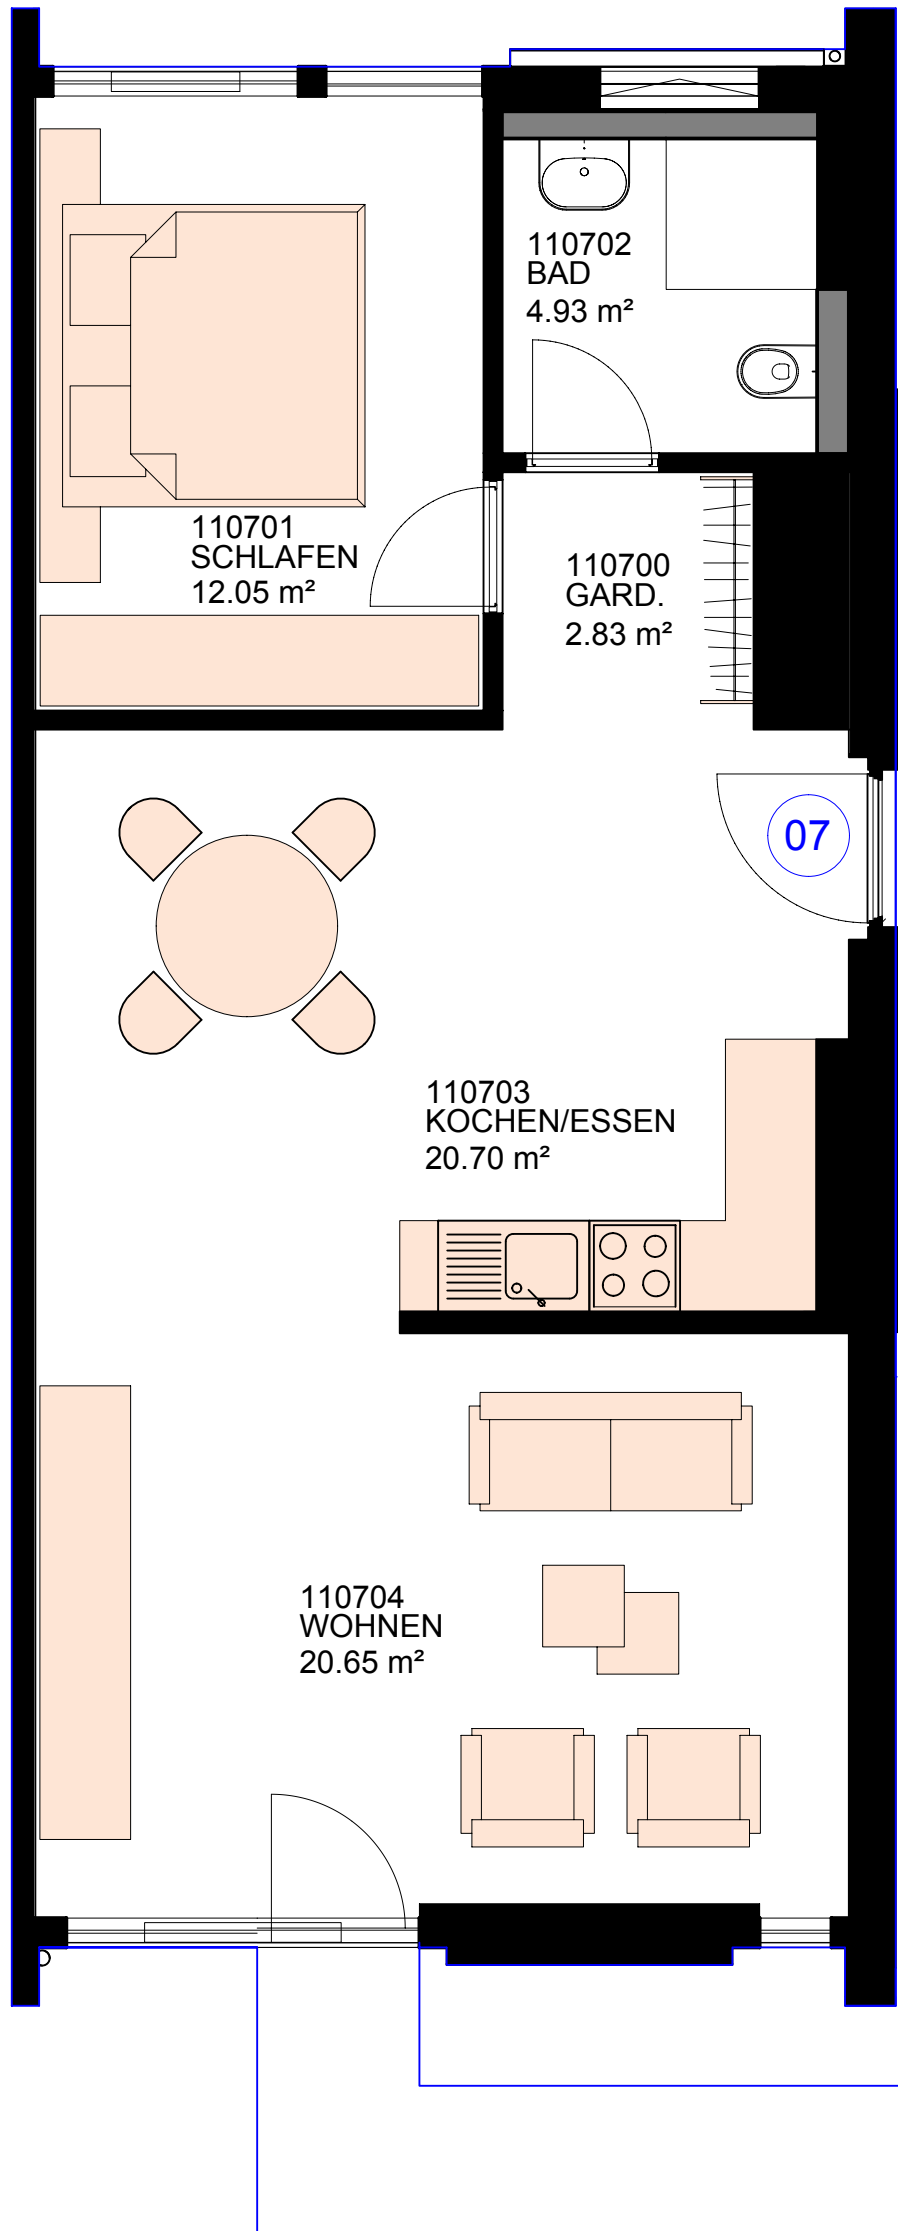 110702
BAD
4.93 m²
110701
SCHLAFEN
12.05 m²
110700
GARD.
2.83 m²
07
110703
KOCHEN/ESSEN
20.70 m²
110704
WOHNEN
20.65 m²